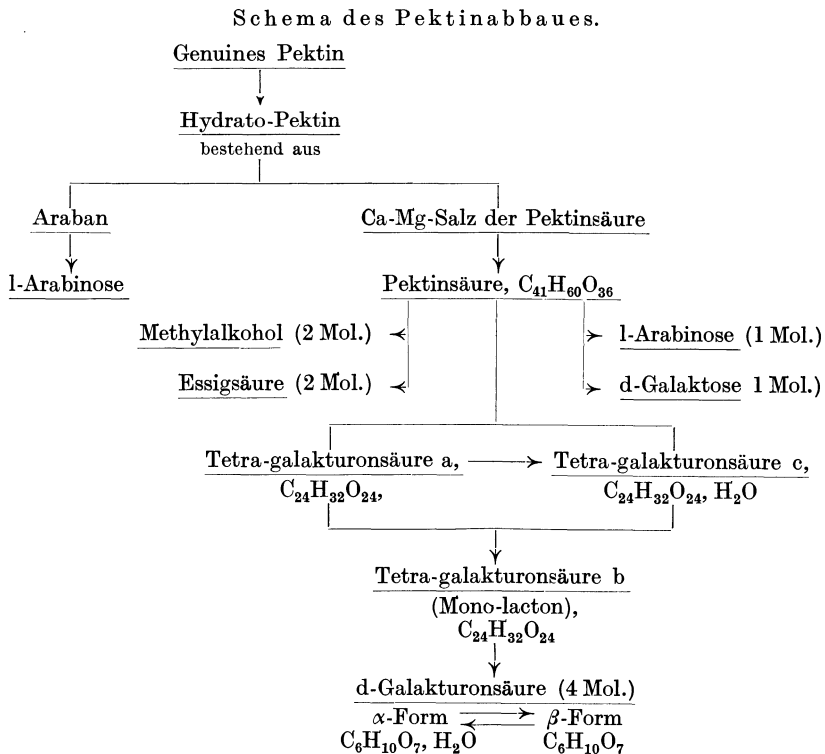 Schema des Pektinabbaues.
Genuines Pektin
Hydrato-Pektin
bestehend aus
Araban
Ca-Mg-Salz der Pektinsäure
l-Arabinose
Pektinsäure, C₄₁H₆₀O₃₆
Methylalkohol (2 Mol.)
l-Arabinose (1 Mol.)
Essigsäure (2 Mol.)
d-Galaktose 1 Mol.)
Tetra-galakturonsäure a,
Tetra-galakturonsäure c,
C₂₄H₃₂O₂₄,
C₂₄H₃₂O₂₄, H₂O
Tetra-galakturonsäure b
(Mono-lacton),
C₂₄H₃₂O₂₄
d-Galakturonsäure (4 Mol.)
α-Form
β-Form
C₆H₁₀O₇, H₂O
C₆H₁₀O₇